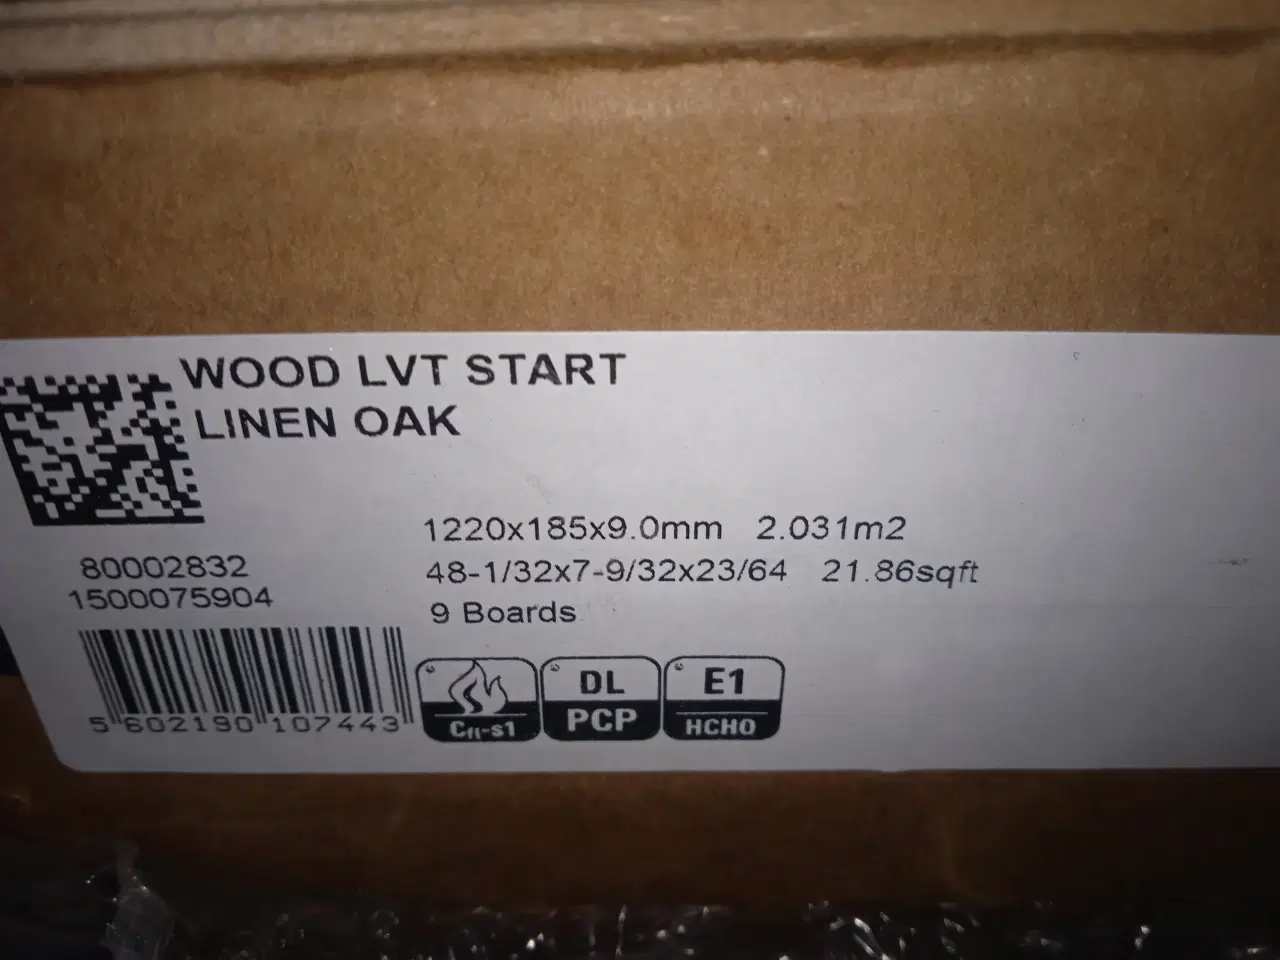 WOOD LVT START
LINEN OAK
1220x185x9.0mm 2.031m2
48-1/32x7-9/32x23/64 21.86sqft
9 Boards
80002832
1500075904
5 602190 107443
Cfl-s1
DL
PCP
E1
HCHO